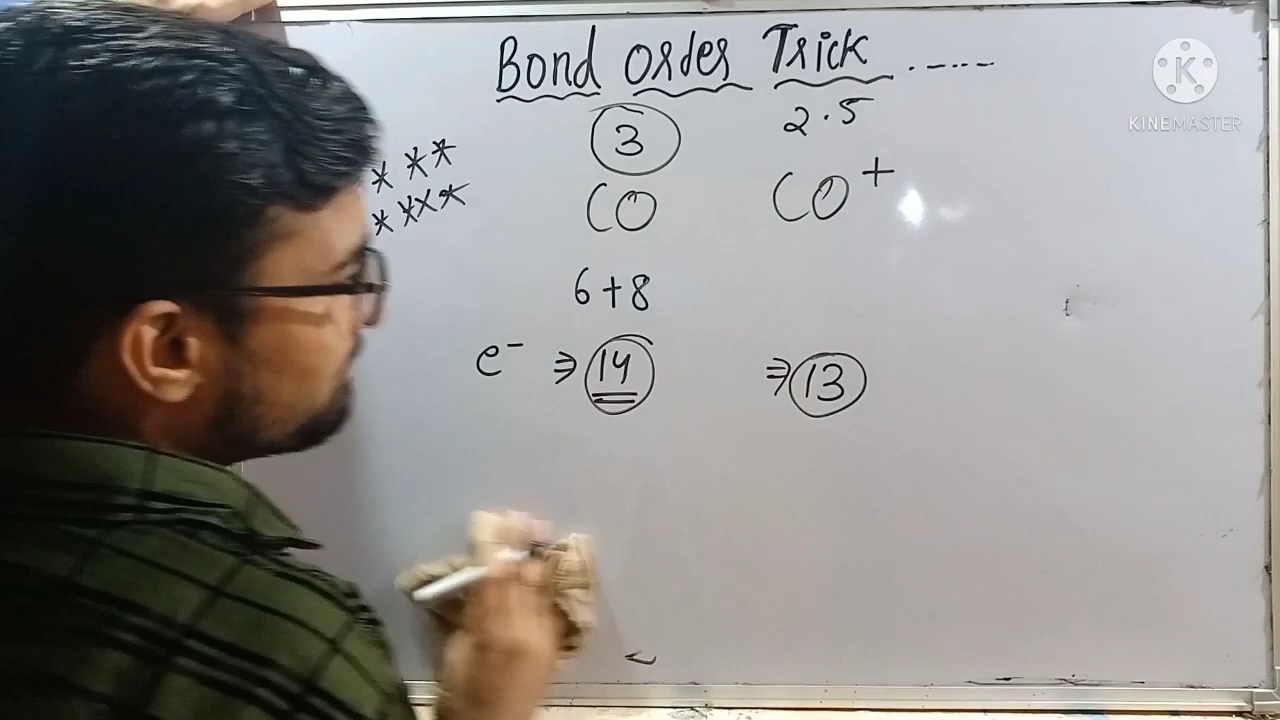 Bond Order Trick .----
KINEMASTER
3 2.5
*** 
CO CO+
****
6+8
e- ⇒ 14 ⇒ 13